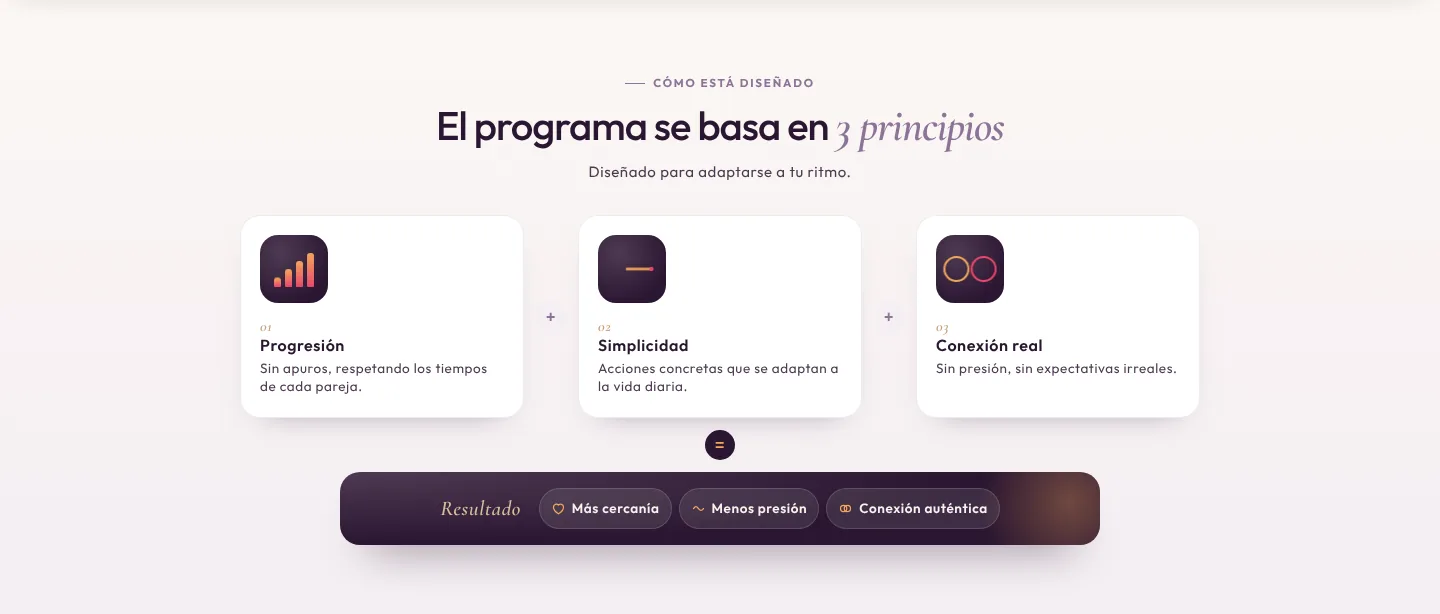 CÓMO ESTÁ DISEÑADO
El programa se basa en 3 principios
Diseñado para adaptarse a tu ritmo.
01
Progresión
Sin apuros, respetando los tiempos
de cada pareja.
+
02
Simplicidad
Acciones concretas que se adaptan a
la vida diaria.
+
03
Conexión real
Sin presión, sin expectativas irreales.
=
Resultado
Más cercanía
Menos presión
Conexión auténtica